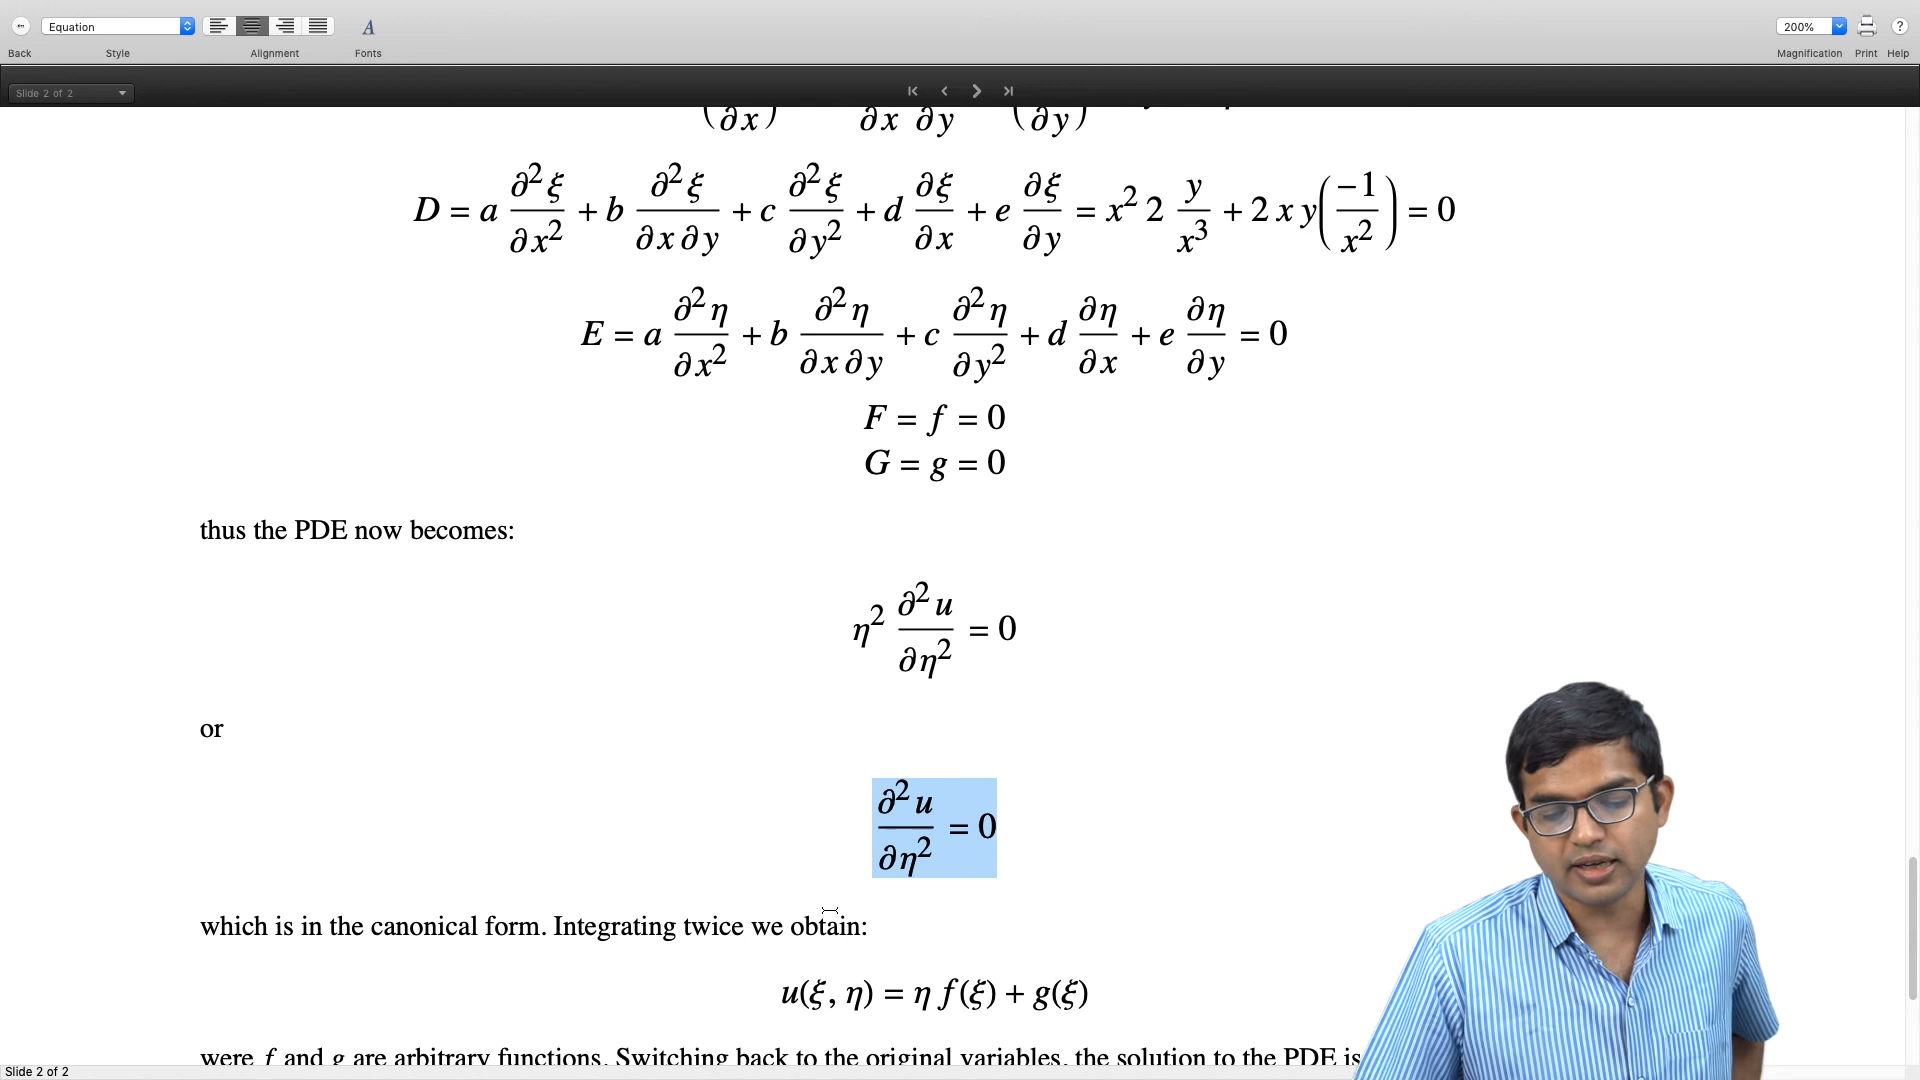 Equation
200%
Back Style Alignment Fonts Magnification Print Help
Slide 2 of 2
(∂x) ∂x ∂y (∂y)
D = a ∂²ξ/∂x² + b ∂²ξ/∂x∂y + c ∂²ξ/∂y² + d ∂ξ/∂x + e ∂ξ/∂y = x² 2 y/x³ + 2 x y(−1/x²) = 0
E = a ∂²η/∂x² + b ∂²η/∂x∂y + c ∂²η/∂y² + d ∂η/∂x + e ∂η/∂y = 0
F = f = 0
G = g = 0
thus the PDE now becomes:
η² ∂²u/∂η² = 0
or
∂²u/∂η² = 0
which is in the canonical form. Integrating twice we obtain:
u(ξ, η) = η f(ξ) + g(ξ)
were f and g are arbitrary functions. Switching back to the original variables, the solution to the PDE is
Slide 2 of 2